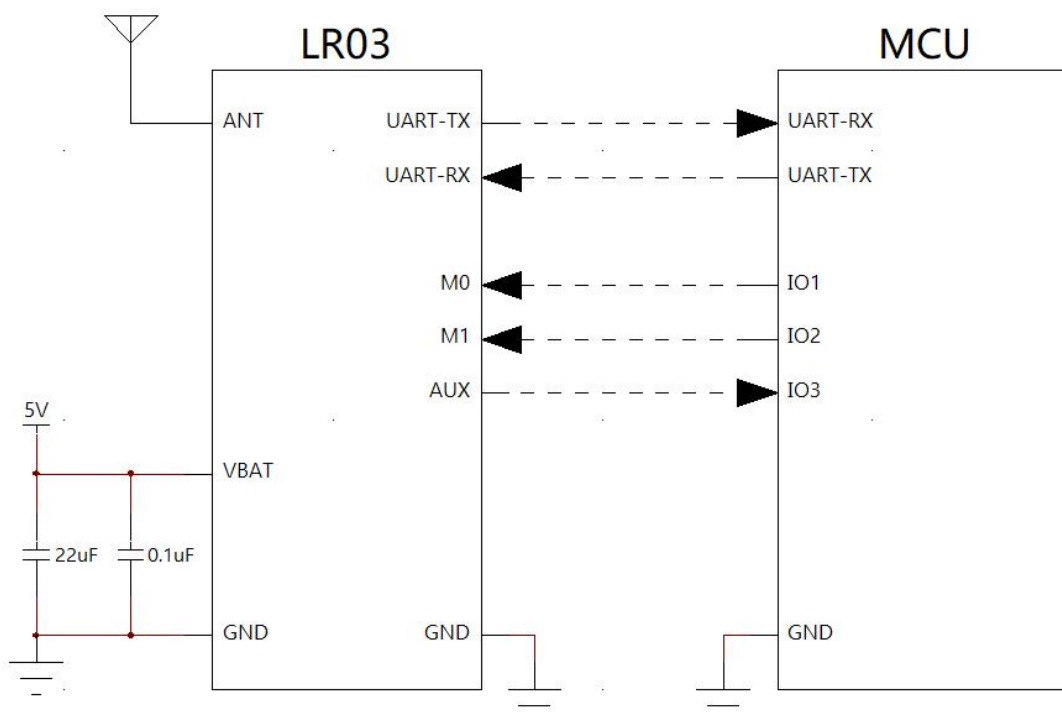 LR03
MCU
ANT
UART-TX
UART-RX
UART-RX
UART-TX
M0
IO1
M1
IO2
AUX
IO3
5V
VBAT
22uF
0.1uF
GND
GND
GND